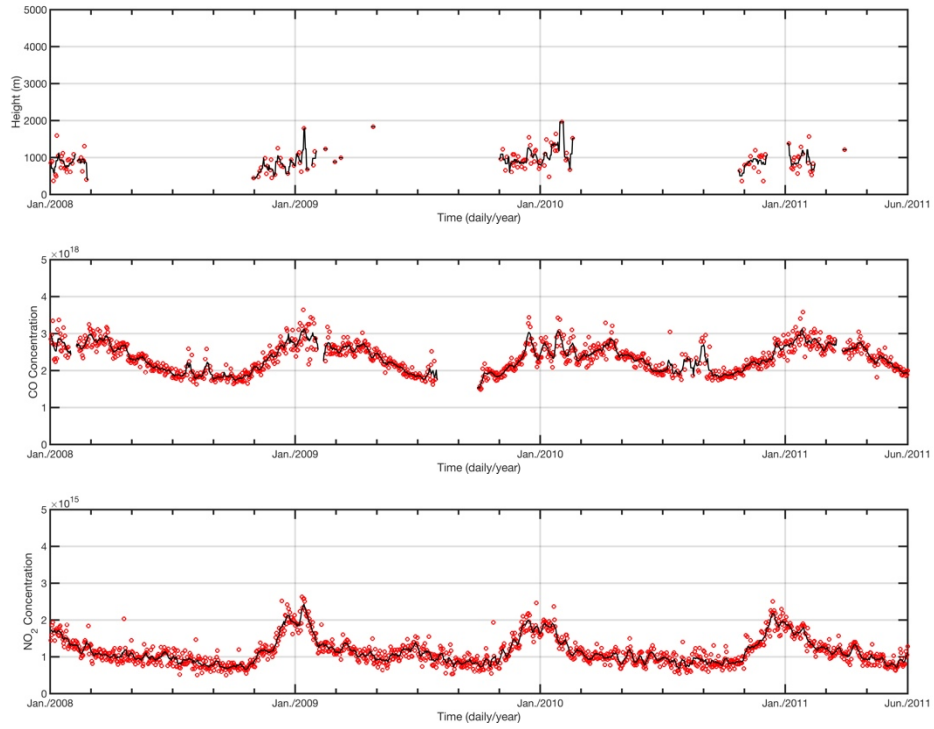 5000
4000
3000
2000
1000
0
Height (m)
Jan./2008 Jan./2009 Jan./2010 Jan./2011 Jun./2011
Time (daily/year)
×10^18
5
4
3
2
1
0
CO Concentration
Jan./2008 Jan./2009 Jan./2010 Jan./2011 Jun./2011
Time (daily/year)
×10^15
5
4
3
2
1
0
NO2 Concentration
Jan./2008 Jan./2009 Jan./2010 Jan./2011 Jun./2011
Time (daily/year)